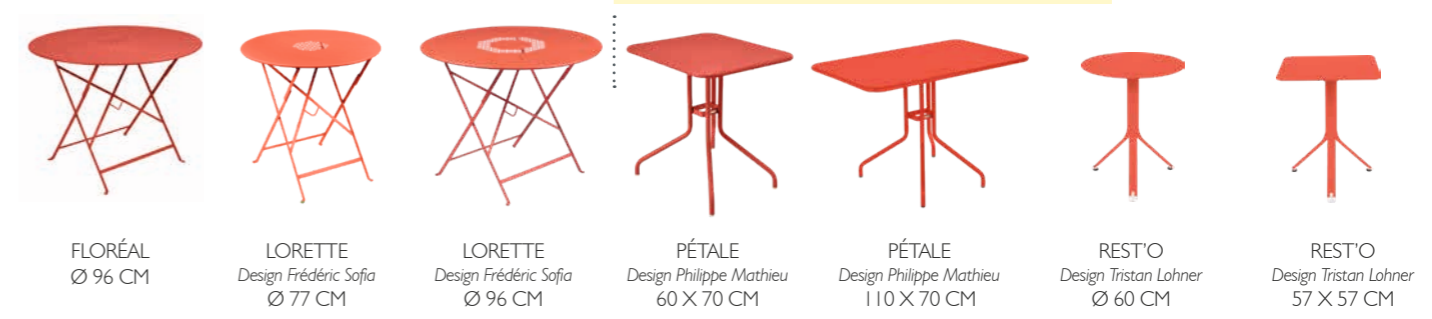 FLORÉAL
Ø 96 CM
LORETTE
Design Frédéric Sofia
Ø 77 CM
LORETTE
Design Frédéric Sofia
Ø 96 CM
PÉTALE
Design Philippe Mathieu
60 X 70 CM
PÉTALE
Design Philippe Mathieu
110 X 70 CM
REST’O
Design Tristan Lohner
Ø 60 CM
REST’O
Design Tristan Lohner
57 X 57 CM